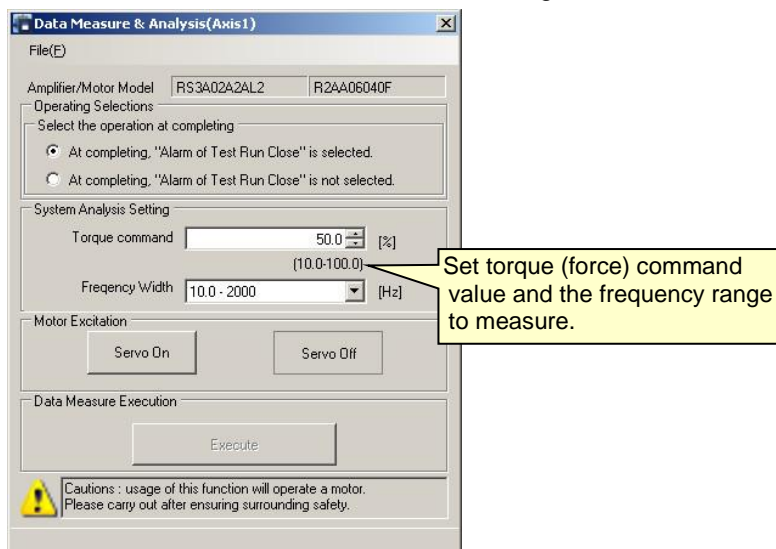 Data Measure & Analysis(Axis1)
File(F)
Amplifier/Motor Model RS3A02A2AL2 R2AA06040F
Operating Selections
Select the operation at completing
At completing, "Alarm of Test Run Close" is selected.
At completing, "Alarm of Test Run Close" is not selected.
System Analysis Setting
Torque command 50.0 [%]
(10.0-100.0)
Freqency Width 10.0 - 2000 [Hz]
Set torque (force) command
value and the frequency range
to measure.
Motor Excitation
Servo On Servo Off
Data Measure Execution
Execute
Cautions : usage of this function will operate a motor.
Please carry out after ensuring surrounding safety.